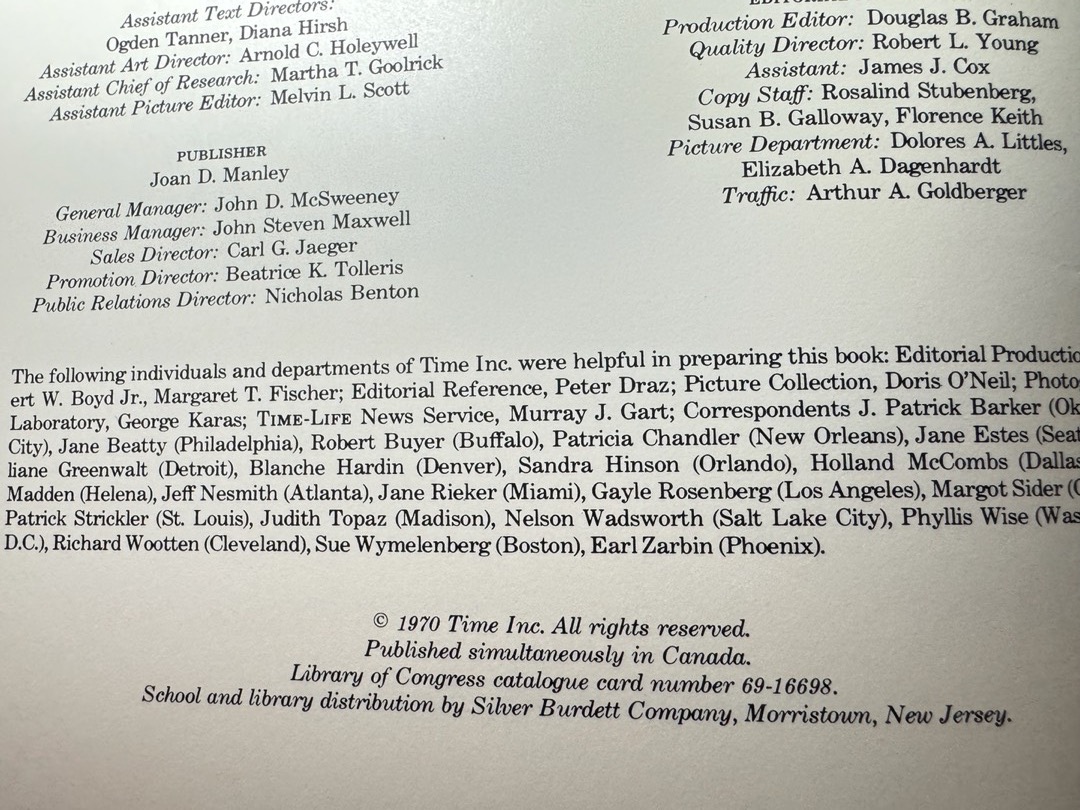 Assistant Text Directors:
Ogden Tanner, Diana Hirsh
Assistant Art Director: Arnold C. Holeywell
Assistant Chief of Research: Martha T. Goolrick
Assistant Picture Editor: Melvin L. Scott
PUBLISHER
Joan D. Manley
General Manager: John D. McSweeney
Business Manager: John Steven Maxwell
Sales Director: Carl G. Jaeger
Promotion Director: Beatrice K. Tolleris
Public Relations Director: Nicholas Benton
Production Editor: Douglas B. Graham
Quality Director: Robert L. Young
Assistant: James J. Cox
Copy Staff: Rosalind Stubenberg,
Susan B. Galloway, Florence Keith
Picture Department: Dolores A. Littles,
Elizabeth A. Dagenhardt
Traffic: Arthur A. Goldberger
The following individuals and departments of Time Inc. were helpful in preparing this book: Editorial Productio
ert W. Boyd Jr., Margaret T. Fischer; Editorial Reference, Peter Draz; Picture Collection, Doris O'Neil; Photo
Laboratory, George Karas; TIME-LIFE News Service, Murray J. Gart; Correspondents J. Patrick Barker (Ok
City), Jane Beatty (Philadelphia), Robert Buyer (Buffalo), Patricia Chandler (New Orleans), Jane Estes (Seat
liane Greenwalt (Detroit), Blanche Hardin (Denver), Sandra Hinson (Orlando), Holland McCombs (Dallas
Madden (Helena), Jeff Nesmith (Atlanta), Jane Rieker (Miami), Gayle Rosenberg (Los Angeles), Margot Sider (
Patrick Strickler (St. Louis), Judith Topaz (Madison), Nelson Wadsworth (Salt Lake City), Phyllis Wise (Was
D.C.), Richard Wootten (Cleveland), Sue Wymelenberg (Boston), Earl Zarbin (Phoenix).
© 1970 Time Inc. All rights reserved.
Published simultaneously in Canada.
Library of Congress catalogue card number 69-16698.
School and library distribution by Silver Burdett Company, Morristown, New Jersey.